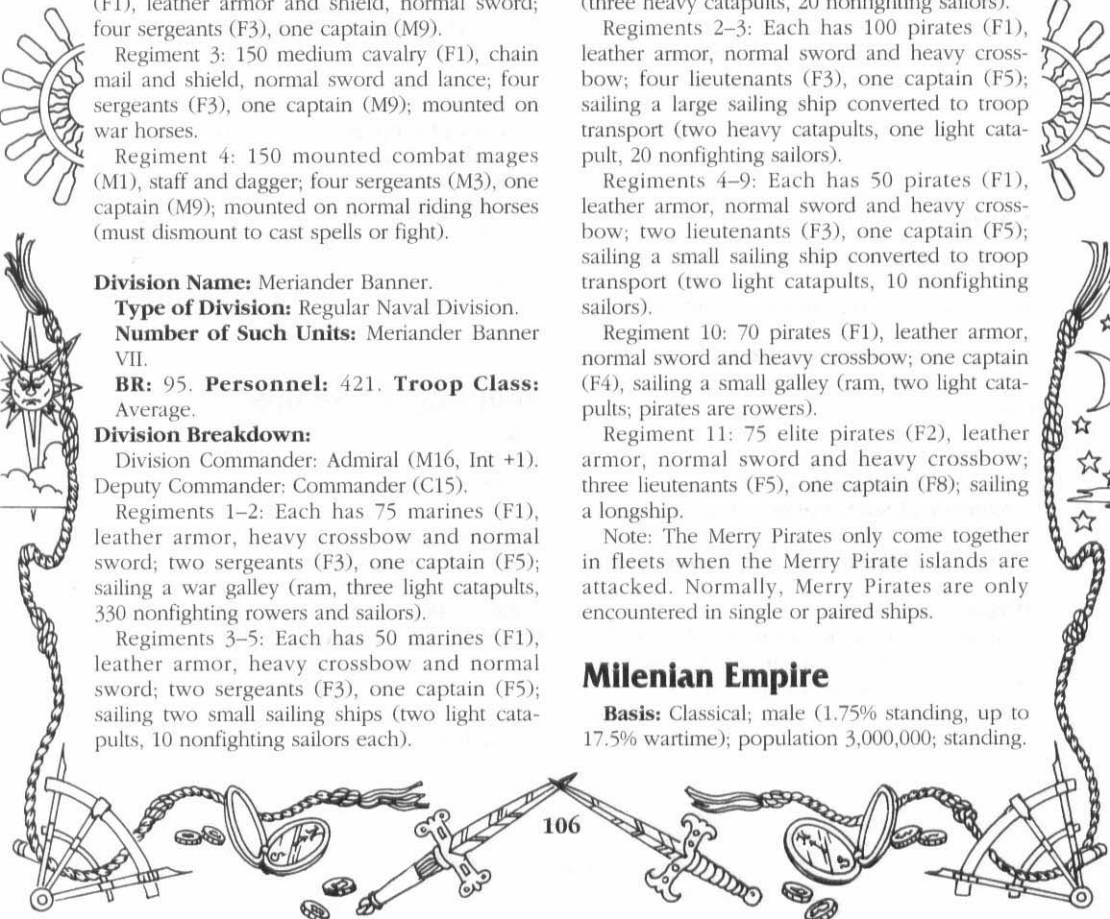 (F1), leather armor and shield, normal sword;
four sergeants (F3), one captain (M9).
Regiment 3: 150 medium cavalry (F1), chain
mail and shield, normal sword and lance; four
sergeants (F3), one captain (M9); mounted on
war horses.
Regiment 4: 150 mounted combat mages
(M1), staff and dagger; four sergeants (M3), one
captain (M9); mounted on normal riding horses
(must dismount to cast spells or fight).
Division Name: Meriander Banner.
Type of Division: Regular Naval Division.
Number of Such Units: Meriander Banner
VII.
BR: 95. Personnel: 421. Troop Class:
Average.
Division Breakdown:
Division Commander: Admiral (M16, Int +1).
Deputy Commander: Commander (C15).
Regiments 1–2: Each has 75 marines (F1),
leather armor, heavy crossbow and normal
sword; two sergeants (F3), one captain (F5);
sailing a war galley (ram, three light catapults,
330 nonfighting rowers and sailors).
Regiments 3–5: Each has 50 marines (F1),
leather armor, heavy crossbow and normal
sword; two sergeants (F3), one captain (F5);
sailing two small sailing ships (two light cata-
pults, 10 nonfighting sailors each).
(three heavy catapults, 20 nonfighting sailors).
Regiments 2–3: Each has 100 pirates (F1),
leather armor, normal sword and heavy cross-
bow; four lieutenants (F3), one captain (F5);
sailing a large sailing ship converted to troop
transport (two heavy catapults, one light cata-
pult, 20 nonfighting sailors).
Regiments 4–9: Each has 50 pirates (F1),
leather armor, normal sword and heavy cross-
bow; two lieutenants (F3), one captain (F5);
sailing a small sailing ship converted to troop
transport (two light catapults, 10 nonfighting
sailors).
Regiment 10: 70 pirates (F1), leather armor,
normal sword and heavy crossbow; one captain
(F4), sailing a small galley (ram, two light cata-
pults; pirates are rowers).
Regiment 11: 75 elite pirates (F2), leather
armor, normal sword and heavy crossbow;
three lieutenants (F5), one captain (F8); sailing
a longship.
Note: The Merry Pirates only come together
in fleets when the Merry Pirate islands are
attacked. Normally, Merry Pirates are only
encountered in single or paired ships.
Milenian Empire
Basis: Classical; male (1.75% standing, up to
17.5% wartime); population 3,000,000; standing.
106